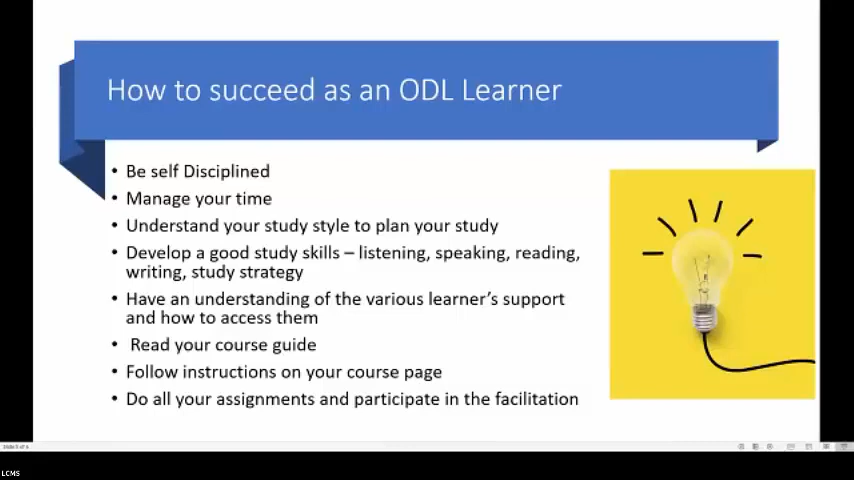 How to succeed as an ODL Learner
• Be self Disciplined
• Manage your time
• Understand your study style to plan your study
• Develop a good study skills – listening, speaking, reading,
writing, study strategy
• Have an understanding of the various learner's support
and how to access them
• Read your course guide
• Follow instructions on your course page
• Do all your assignments and participate in the facilitation
LCMS